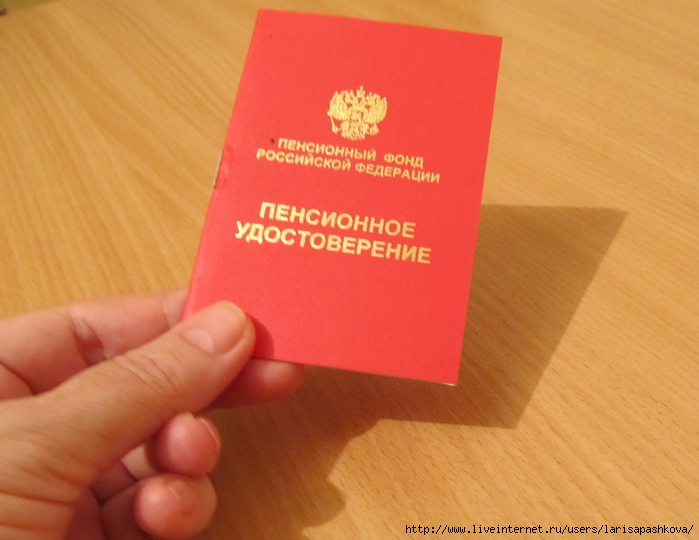 ПЕНСИОННЫЙ ФОНД
РОССИЙСКОЙ ФЕДЕРАЦИИ
ПЕНСИОННОЕ
УДОСТОВЕРЕНИЕ
http://www.liveinternet.ru/users/larisapashkova/